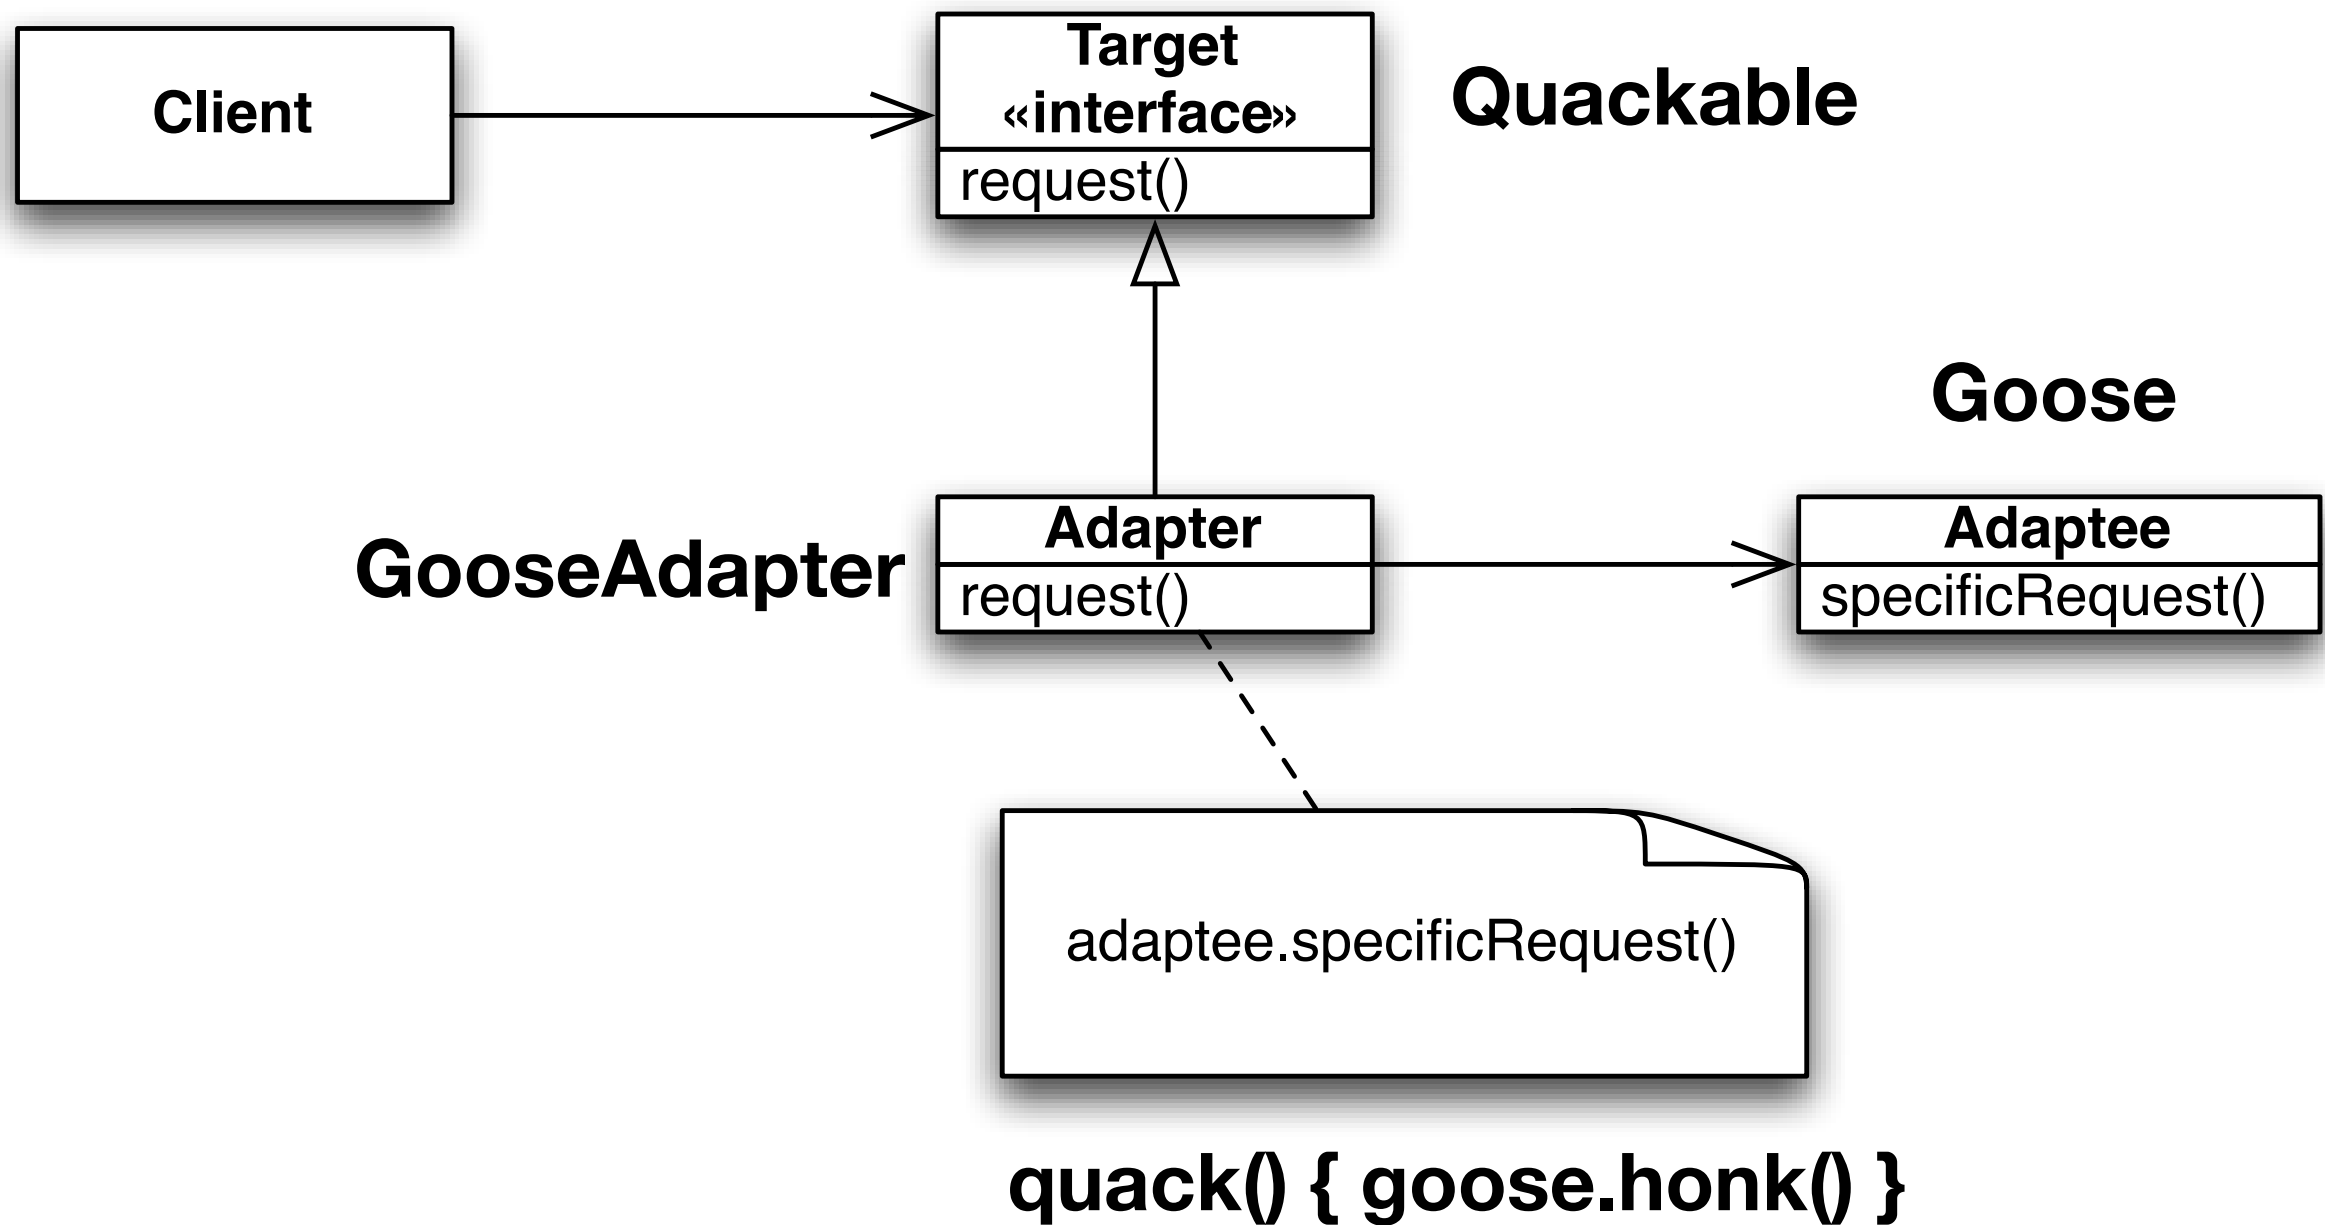 Client
Target
«interface»
request()
Quackable
Goose
GooseAdapter
Adapter
request()
Adaptee
specificRequest()
adaptee.specificRequest()
quack() { goose.honk() }